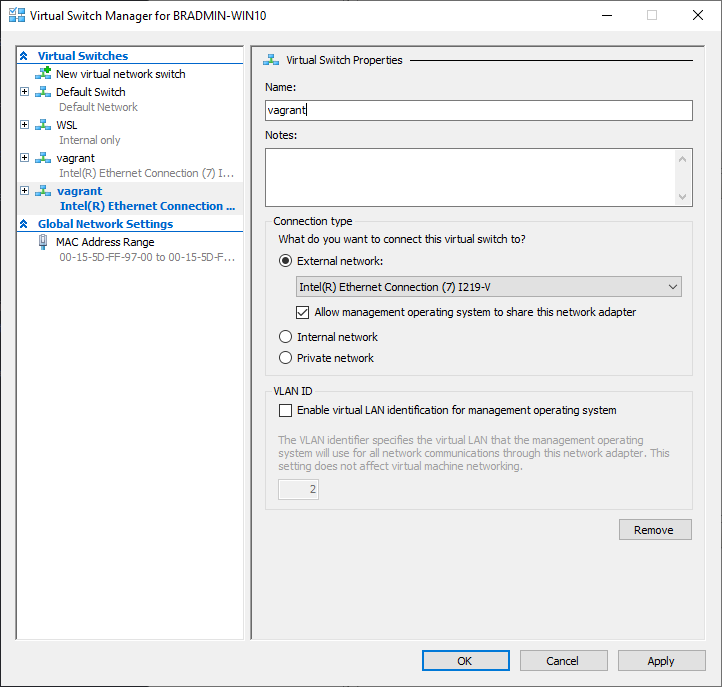 Virtual Switch Manager for BRADMIN-WIN10
Virtual Switches
New virtual network switch
Default Switch
Default Network
WSL
Internal only
vagrant
Intel(R) Ethernet Connection (7) I...
vagrant
Intel(R) Ethernet Connection ...
Global Network Settings
MAC Address Range
00-15-5D-FF-97-00 to 00-15-5D-F...
Virtual Switch Properties
Name:
vagrant
Notes:
Connection type
What do you want to connect this virtual switch to?
External network:
Intel(R) Ethernet Connection (7) I219-V
Allow management operating system to share this network adapter
Internal network
Private network
VLAN ID
Enable virtual LAN identification for management operating system
The VLAN identifier specifies the virtual LAN that the management operating
system will use for all network communications through this network adapter. This
setting does not affect virtual machine networking.
2
Remove
OK
Cancel
Apply